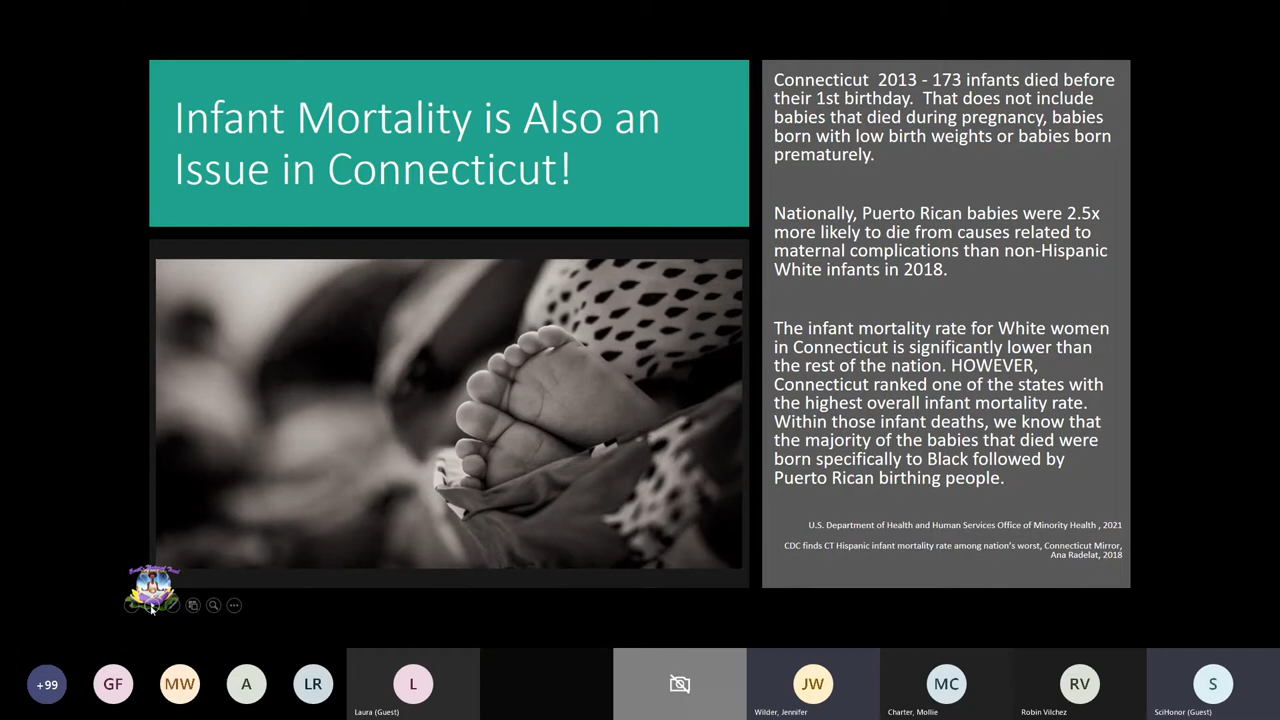 Infant Mortality is Also an
Issue in Connecticut!
Connecticut 2013 - 173 infants died before
their 1st birthday. That does not include
babies that died during pregnancy, babies
born with low birth weights or babies born
prematurely.
Nationally, Puerto Rican babies were 2.5x
more likely to die from causes related to
maternal complications than non-Hispanic
White infants in 2018.
The infant mortality rate for White women
in Connecticut is significantly lower than
the rest of the nation. HOWEVER,
Connecticut ranked one of the states with
the highest overall infant mortality rate.
Within those infant deaths, we know that
the majority of the babies that died were
born specifically to Black followed by
Puerto Rican birthing people.
U.S. Department of Health and Human Services Office of Minority Health , 2021
CDC finds CT Hispanic infant mortality rate among nation's worst, Connecticut Mirror,
Ana Radelat, 2018
+99
GF
MW
A
LR
L
Laura (Guest)
JW
Wilder, Jennifer
MC
Charter, Mollie
RV
Robin Vilchez
S
SciHonor (Guest)